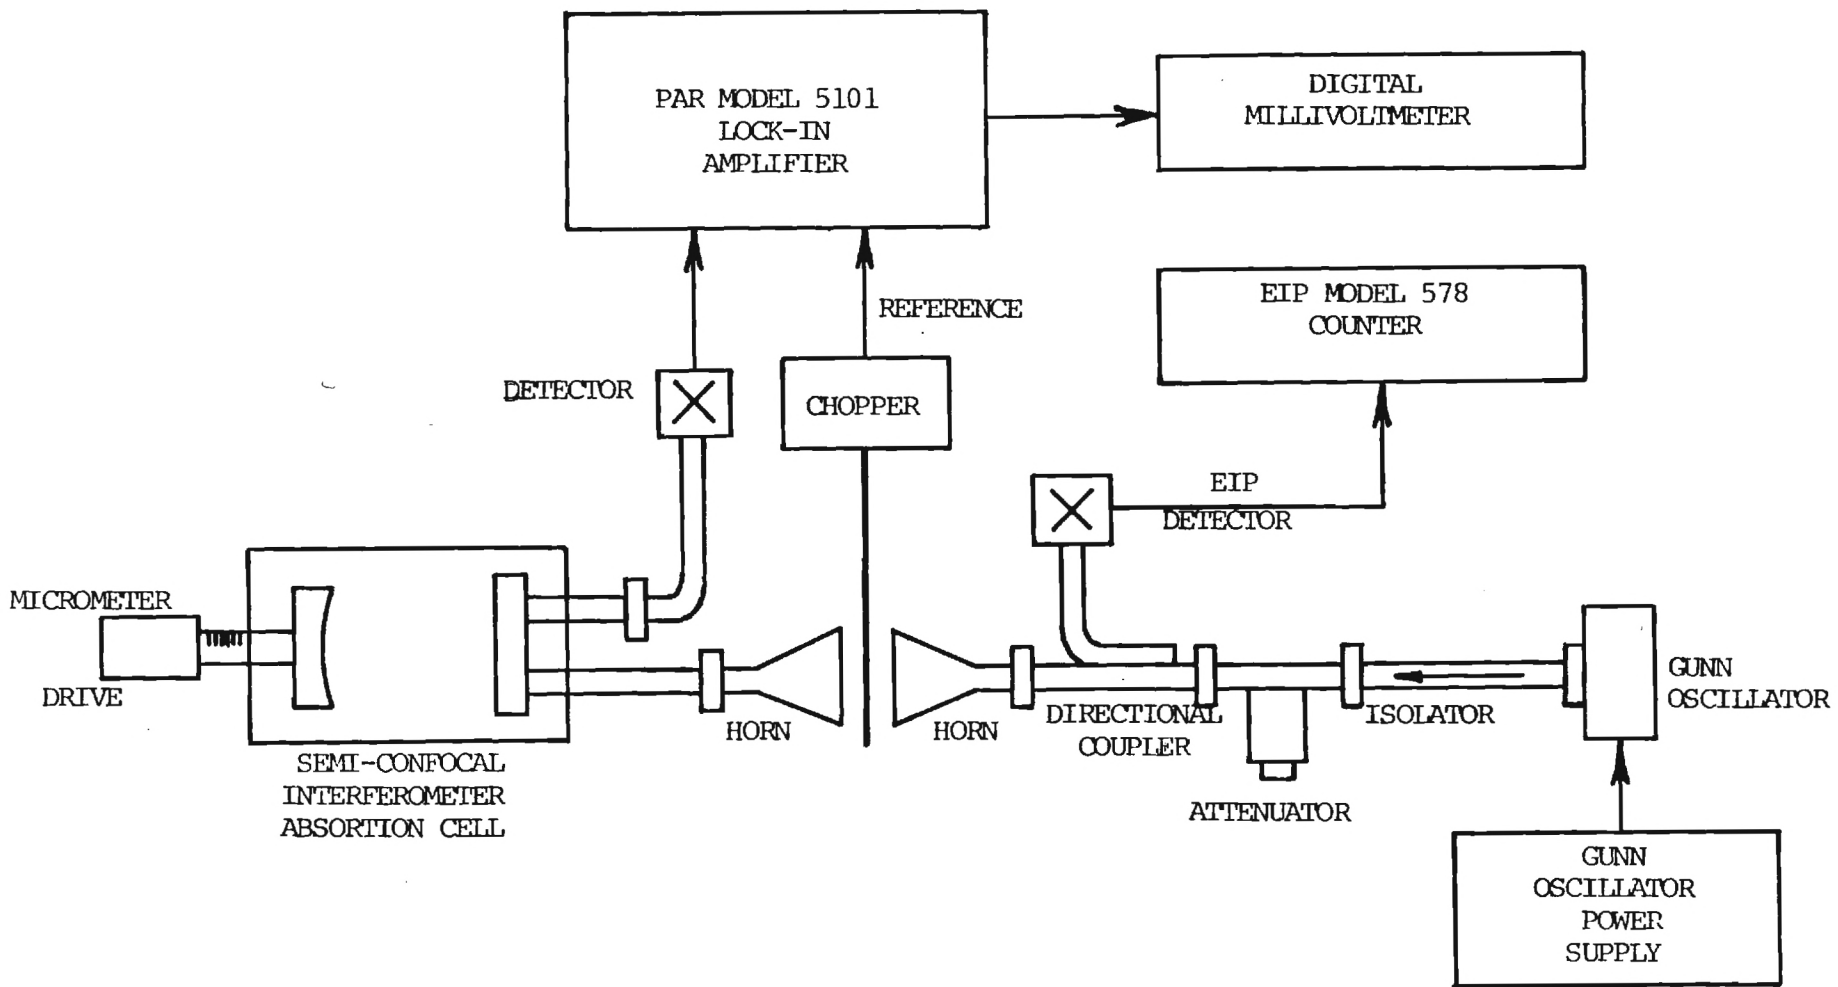 PAR MODEL 5101
LOCK-IN
AMPLIFIER
DIGITAL
MILLIVOLTMETER
EIP MODEL 578
COUNTER
REFERENCE
DETECTOR
CHOPPER
EIP
DETECTOR
MICROMETER
DRIVE
SEMI-CONFOCAL
INTERFEROMETER
ABSORTION CELL
HORN
HORN
DIRECTIONAL
COUPLER
ATTENUATOR
ISOLATOR
GUNN
OSCILLATOR
GUNN
OSCILLATOR
POWER
SUPPLY